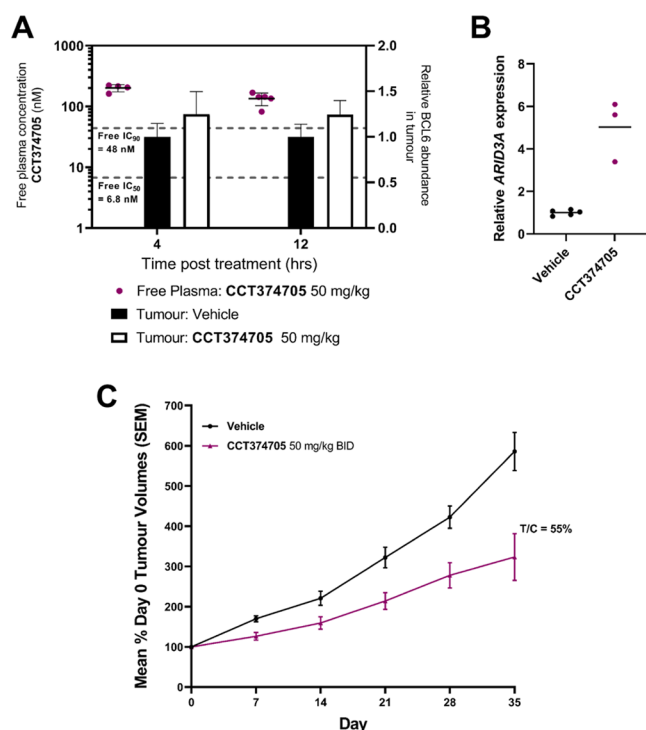 A
Free plasma concentration
CCT374705 (nM)
1000
100
10
1
Free IC90
= 48 nM
Free IC50
= 6.8 nM
2.0
1.5
1.0
0.5
0.0
Relative BCL6 abundance
in tumour
4
12
Time post treatment (hrs)
Free Plasma: CCT374705 50 mg/kg
Tumour: Vehicle
Tumour: CCT374705 50 mg/kg
B
Relative ARID3A expression
8
6
4
2
0
Vehicle
CCT374705
C
Mean % Day 0 Tumour Volumes (SEM)
700
600
500
400
300
200
100
0
Vehicle
CCT374705 50 mg/kg BID
T/C = 55%
0
7
14
21
28
35
Day